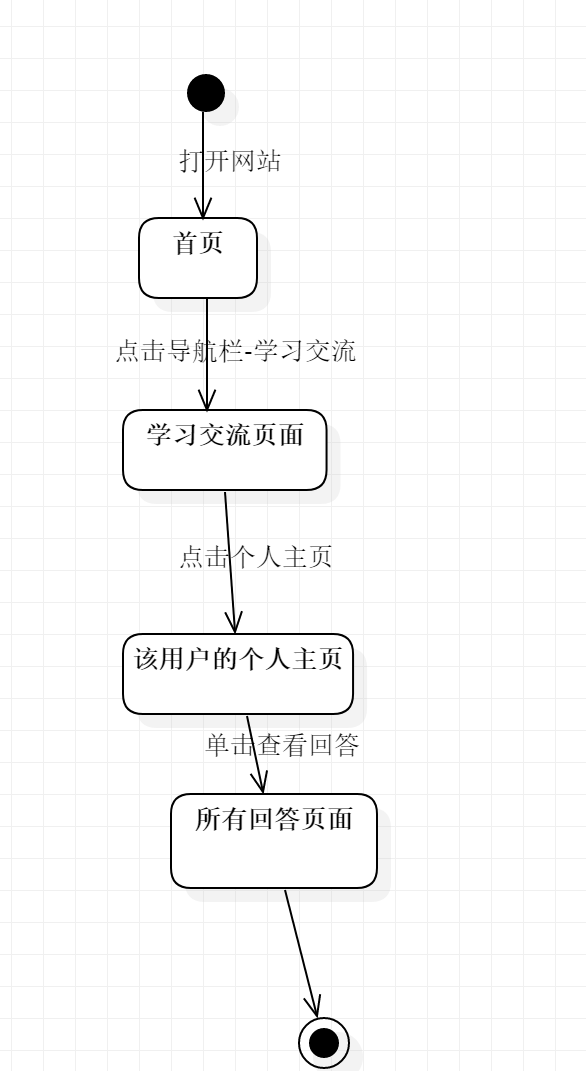 打开网站
首页
点击导航栏-学习交流
学习交流页面
点击个人主页
该用户的个人主页
单击查看回答
所有回答页面